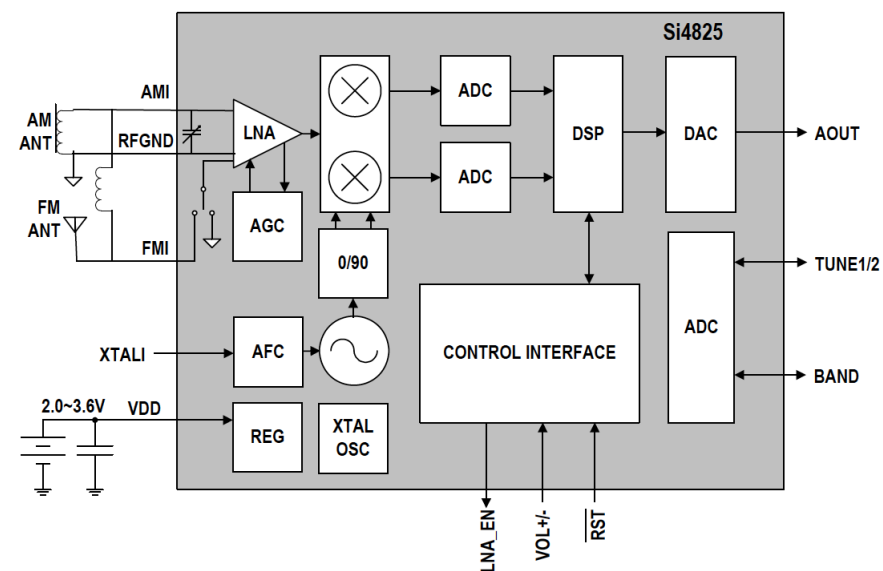 Si4825
AMI
AM
ANT
RFGND
LNA
ADC
DSP
DAC
AOUT
ADC
FM
ANT
AGC
FMI
0/90
TUNE1/2
ADC
XTALI
AFC
CONTROL INTERFACE
BAND
2.0~3.6V
VDD
REG
XTAL
OSC
LNA_EN
VOL+/-
RST